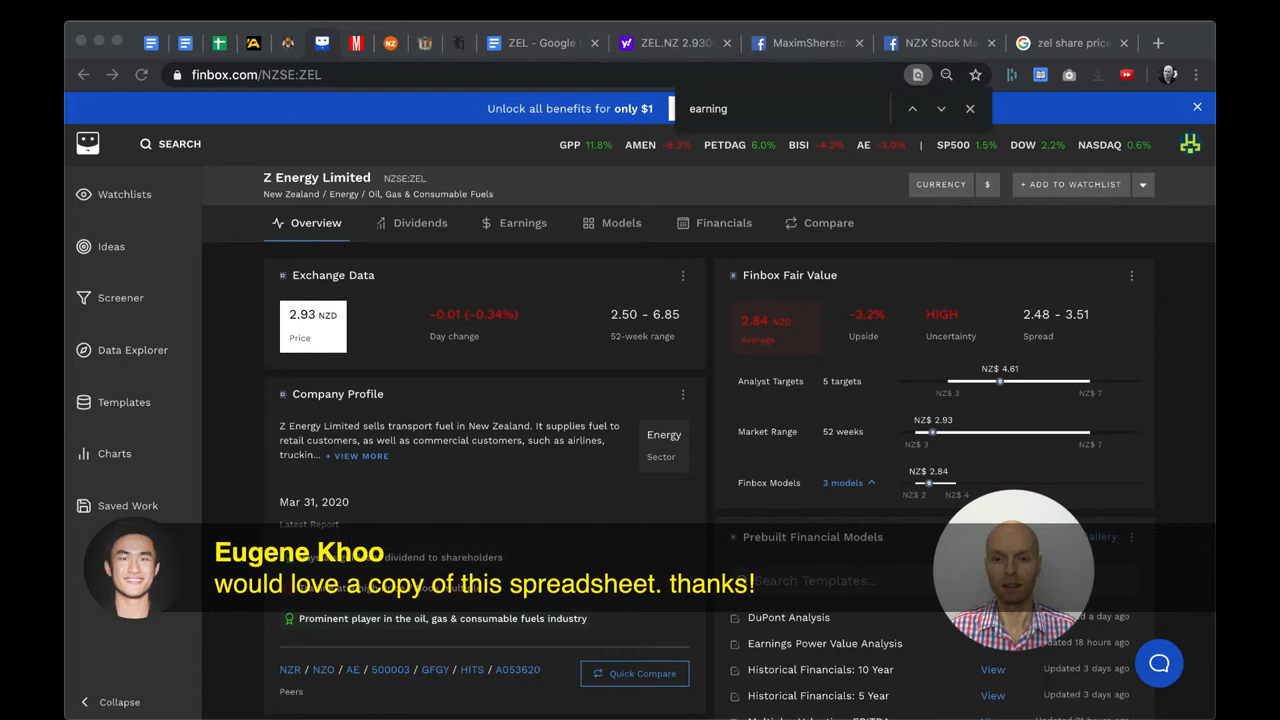 ZEL - Google
ZEL.NZ 2.930
MaximSherst
NZX Stock Ma
zel share price
finbox.com/NZSE:ZEL
Unlock all benefits for only $1
earning
SEARCH
GPP 11.8% AMEN -6.3% PETDAG 6.0% BISI -4.2% AE -3.0% | SP500 1.5% DOW 2.2% NASDAQ 0.6%
Z Energy Limited NZSE:ZEL
New Zealand / Energy / Oil, Gas & Consumable Fuels
CURRENCY $ + ADD TO WATCHLIST
Watchlists
Ideas
Screener
Data Explorer
Templates
Charts
Saved Work
Collapse
Overview Dividends Earnings Models Financials Compare
Exchange Data
2.93 NZD
Price
-0.01 (-0.34%)
Day change
2.50 - 6.85
52-week range
Company Profile
Z Energy Limited sells transport fuel in New Zealand. It supplies fuel to
retail customers, as well as commercial customers, such as airlines,
truckin... + VIEW MORE
Energy
Sector
Mar 31, 2020
Latest Report
dividend to shareholders
Prominent player in the oil, gas & consumable fuels industry
NZR / NZO / AE / 500003 / GFGY / HITS / A053620
Peers
Quick Compare
Finbox Fair Value
2.84 NZD
Average
-3.2%
Upside
HIGH
Uncertainty
2.48 - 3.51
Spread
Analyst Targets 5 targets
NZ$ 4.61
NZ$ 3 NZ$ 7
Market Range 52 weeks
NZ$ 2.93
NZ$ 3 NZ$ 7
Finbox Models 3 models
NZ$ 2.84
NZ$ 2 NZ$ 4
Prebuilt Financial Models
Search Templates...
DuPont Analysis
a day ago
Earnings Power Value Analysis
18 hours ago
Historical Financials: 10 Year View Updated 3 days ago
Historical Financials: 5 Year View Updated 3 days ago
Eugene Khoo
would love a copy of this spreadsheet. thanks!